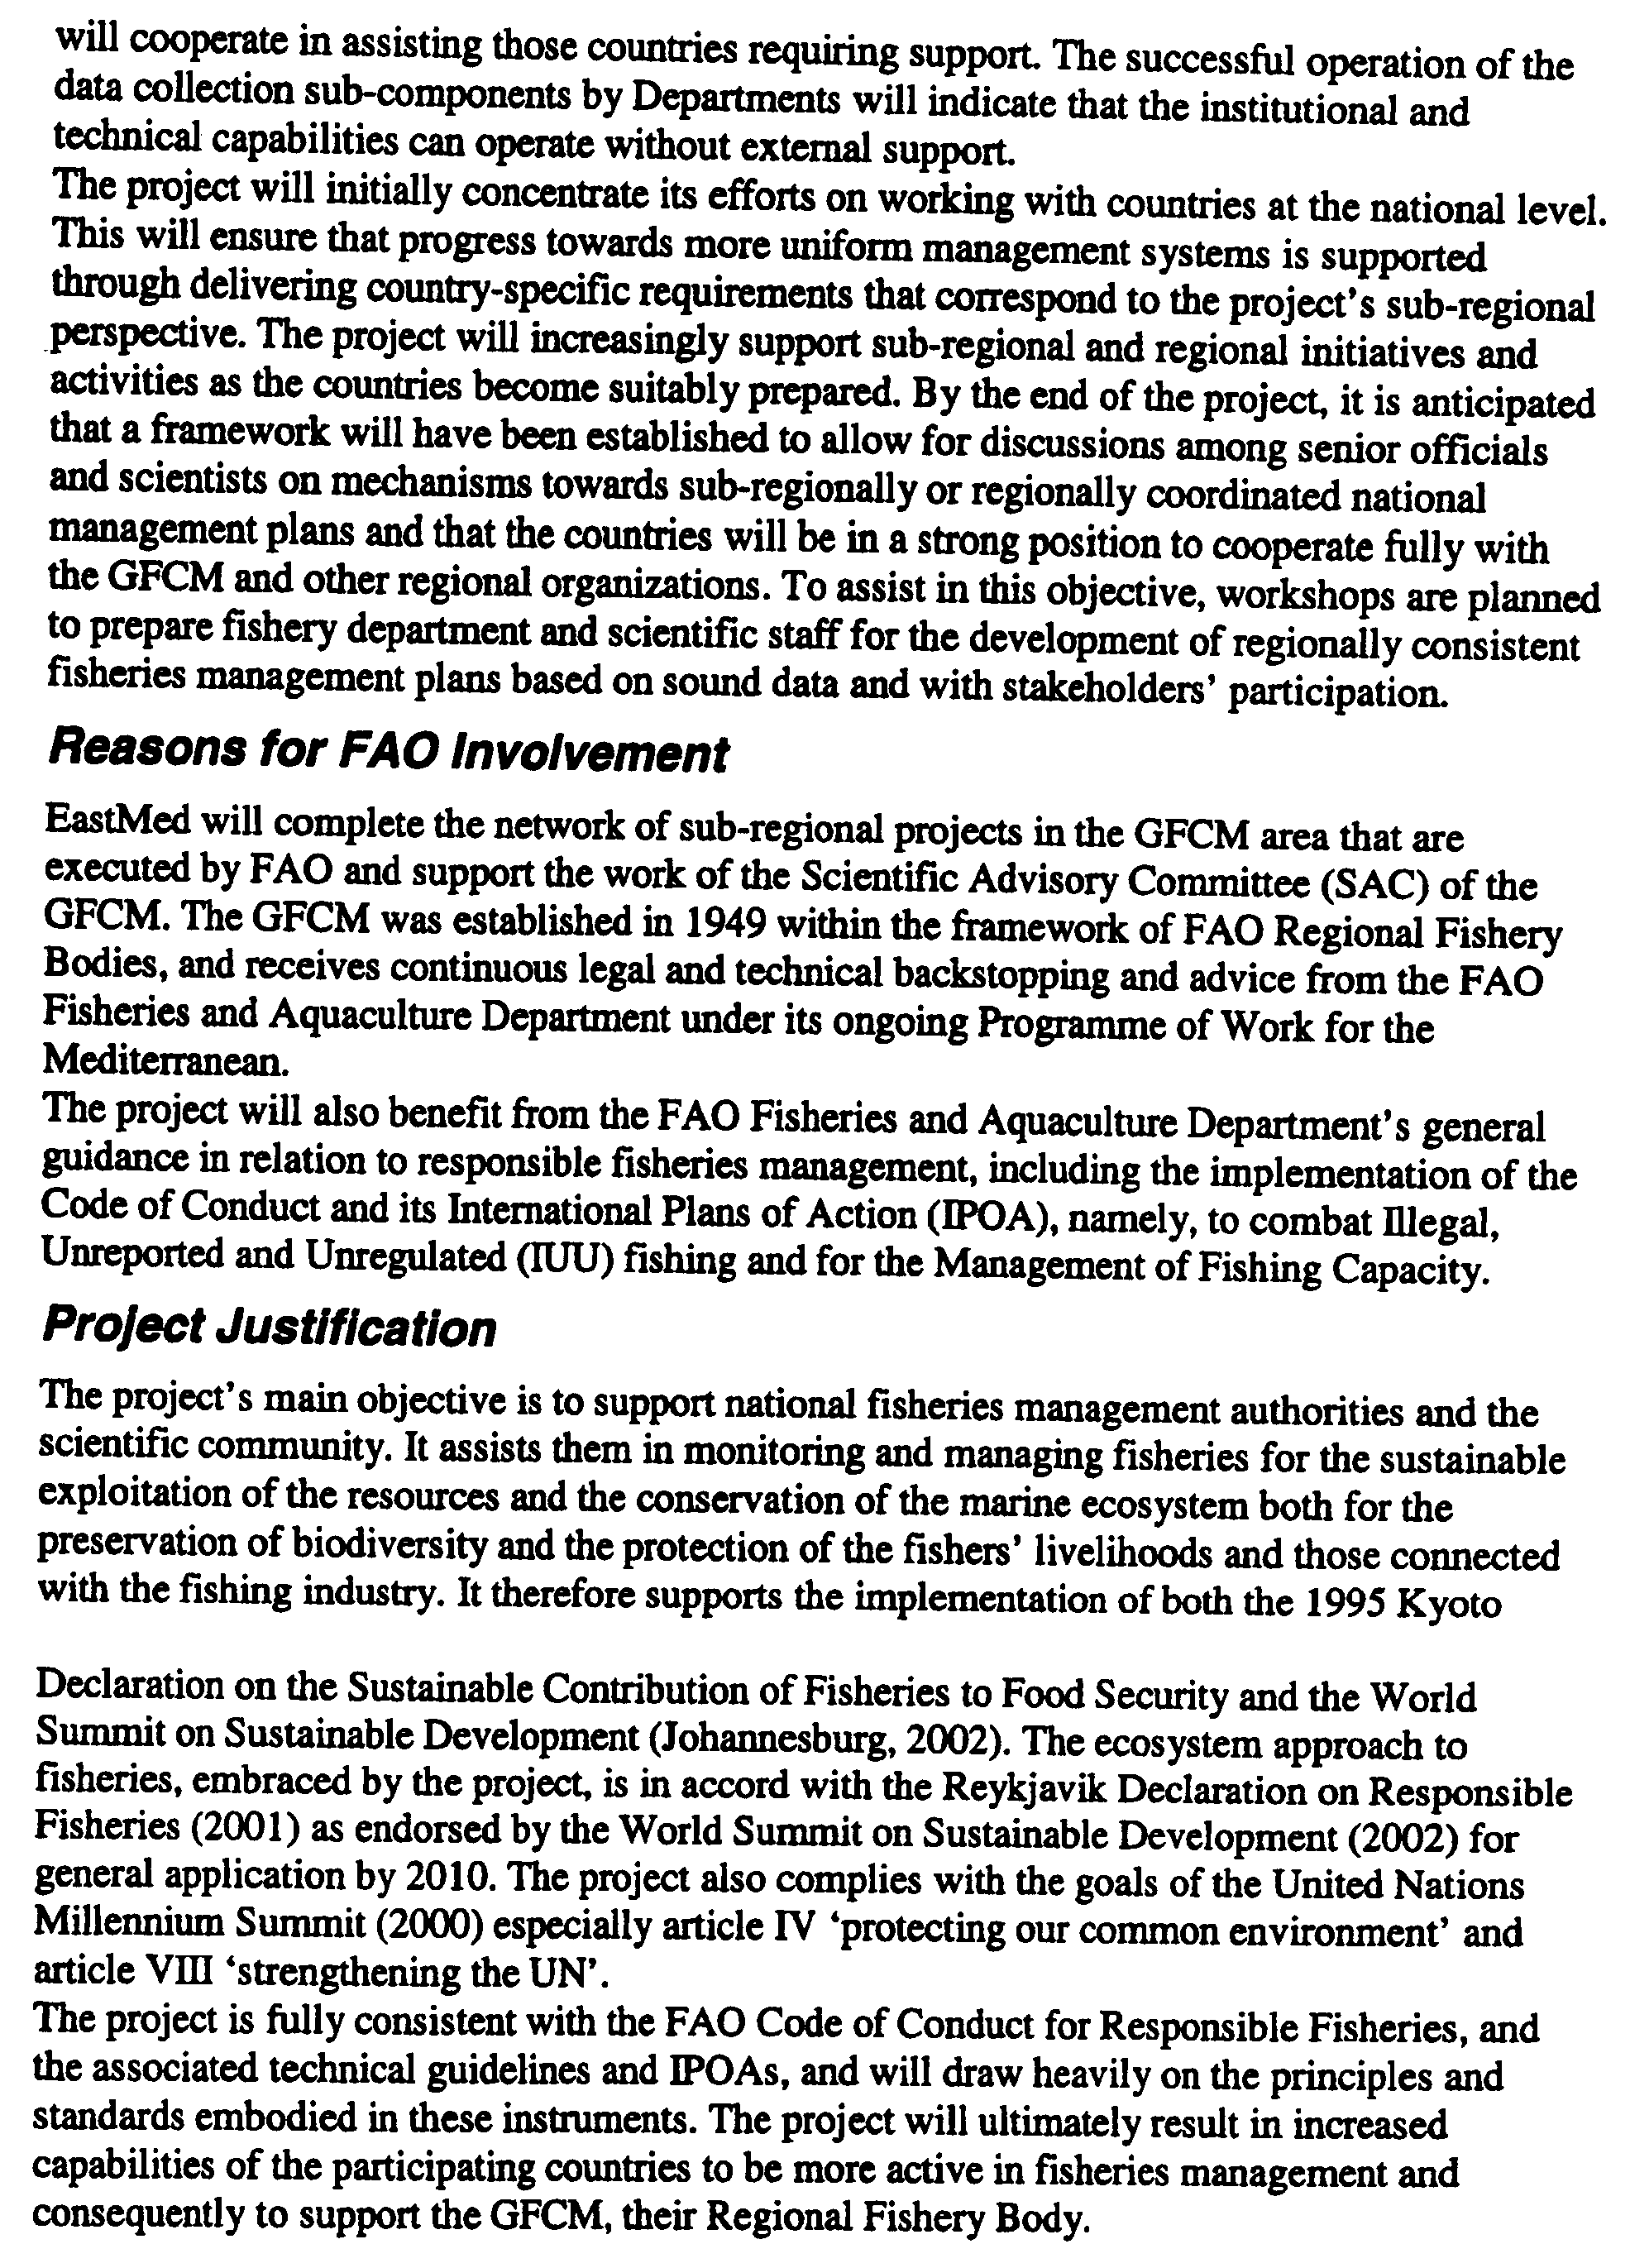 will cooperate in assisting those countries requiring support. The successful operation of the
data collection sub-components by Departments will indicate that the institutional and
technical capabilities can operate without external support.
The project will initially concentrate its efforts on working with countries at the national level.
This will ensure that progress towards more uniform management systems is supported
through delivering country-specific requirements that correspond to the project's sub-regional
perspective. The project will increasingly support sub-regional and regional initiatives and
activities as the countries become suitably prepared. By the end of the project, it is anticipated
that a framework will have been established to allow for discussions among senior officials
and scientists on mechanisms towards sub-regionally or regionally coordinated national
management plans and that the countries will be in a strong position to cooperate fully with
the GFCM and other regional organizations. To assist in this objective, workshops are planned
to prepare fishery department and scientific staff for the development of regionally consistent
fisheries management plans based on sound data and with stakeholders' participation.
Reasons for FAO Involvement
EastMed will complete the network of sub-regional projects in the GFCM area that are
executed by FAO and support the work of the Scientific Advisory Committee (SAC) of the
GFCM. The GFCM was established in 1949 within the framework of FAO Regional Fishery
Bodies, and receives continuous legal and technical backstopping and advice from the FAO
Fisheries and Aquaculture Department under its ongoing Programme of Work for the
Mediterranean.
The project will also benefit from the FAO Fisheries and Aquaculture Department's general
guidance in relation to responsible fisheries management, including the implementation of the
Code of Conduct and its International Plans of Action (IPOA), namely, to combat Illegal,
Unreported and Unregulated (IUU) fishing and for the Management of Fishing Capacity.
Project Justification
The project's main objective is to support national fisheries management authorities and the
scientific community. It assists them in monitoring and managing fisheries for the sustainable
exploitation of the resources and the conservation of the marine ecosystem both for the
preservation of biodiversity and the protection of the fishers' livelihoods and those connected
with the fishing industry. It therefore supports the implementation of both the 1995 Kyoto
Declaration on the Sustainable Contribution of Fisheries to Food Security and the World
Summit on Sustainable Development (Johannesburg, 2002). The ecosystem approach to
fisheries, embraced by the project, is in accord with the Reykjavik Declaration on Responsible
Fisheries (2001) as endorsed by the World Summit on Sustainable Development (2002) for
general application by 2010. The project also complies with the goals of the United Nations
Millennium Summit (2000) especially article IV ‘protecting our common environment’ and
article VIII ‘strengthening the UN’.
The project is fully consistent with the FAO Code of Conduct for Responsible Fisheries, and
the associated technical guidelines and IPOAs, and will draw heavily on the principles and
standards embodied in these instruments. The project will ultimately result in increased
capabilities of the participating countries to be more active in fisheries management and
consequently to support the GFCM, their Regional Fishery Body.